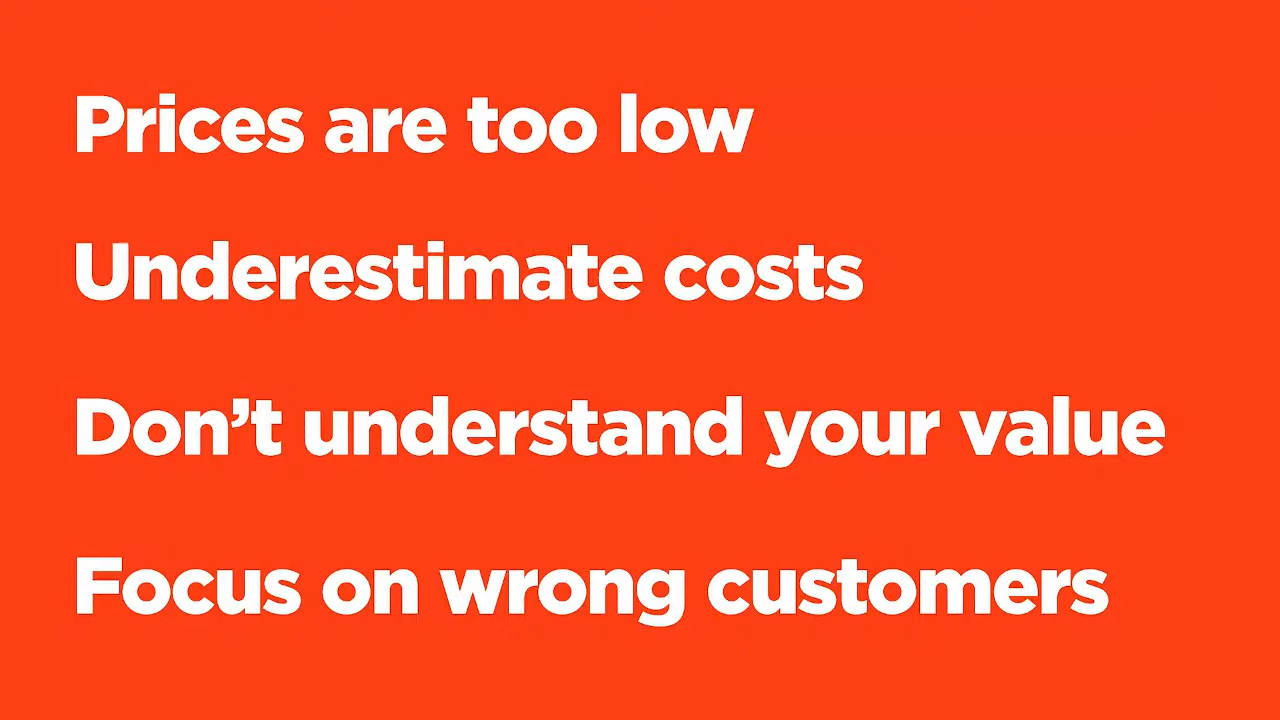 Prices are too low
Underestimate costs
Don’t understand your value
Focus on wrong customers